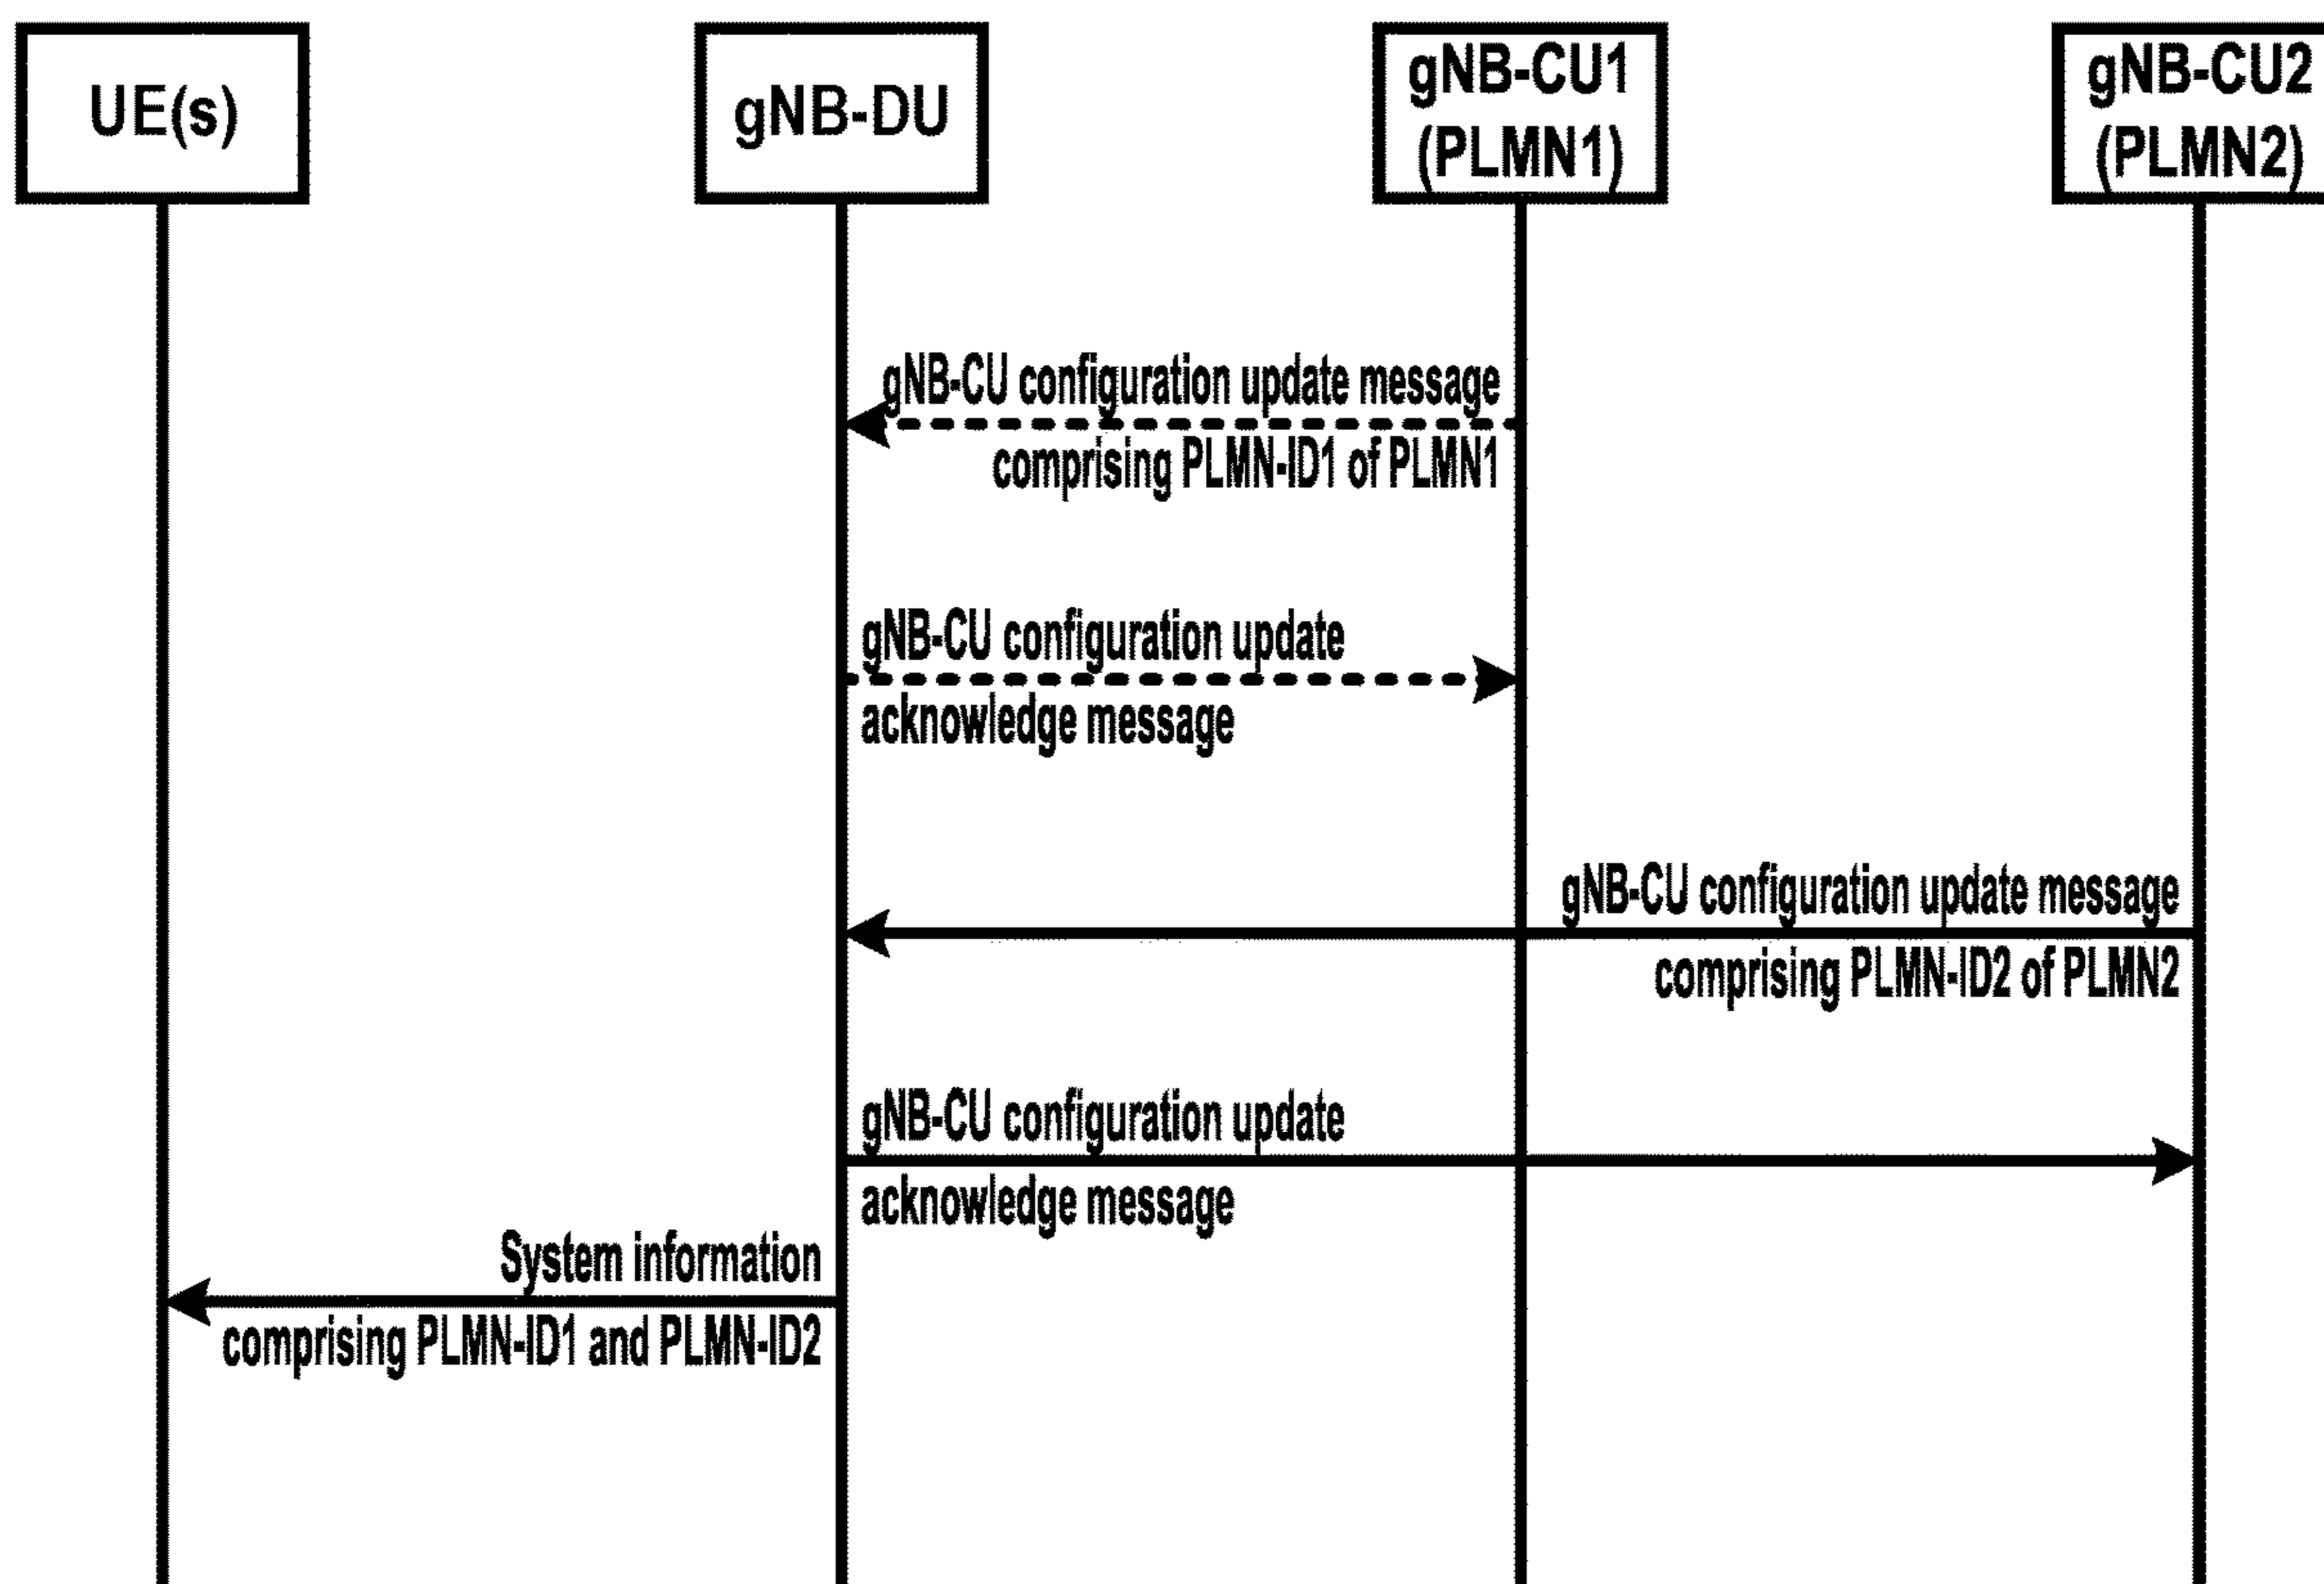 UE(s)
gNB-DU
gNB-CU1
(PLMN1)
gNB-CU2
(PLMN2)
gNB-CU configuration update message
comprising PLMN-ID1 of PLMN1
gNB-CU configuration update
acknowledge message
gNB-CU configuration update message
comprising PLMN-ID2 of PLMN2
gNB-CU configuration update
acknowledge message
System information
comprising PLMN-ID1 and PLMN-ID2